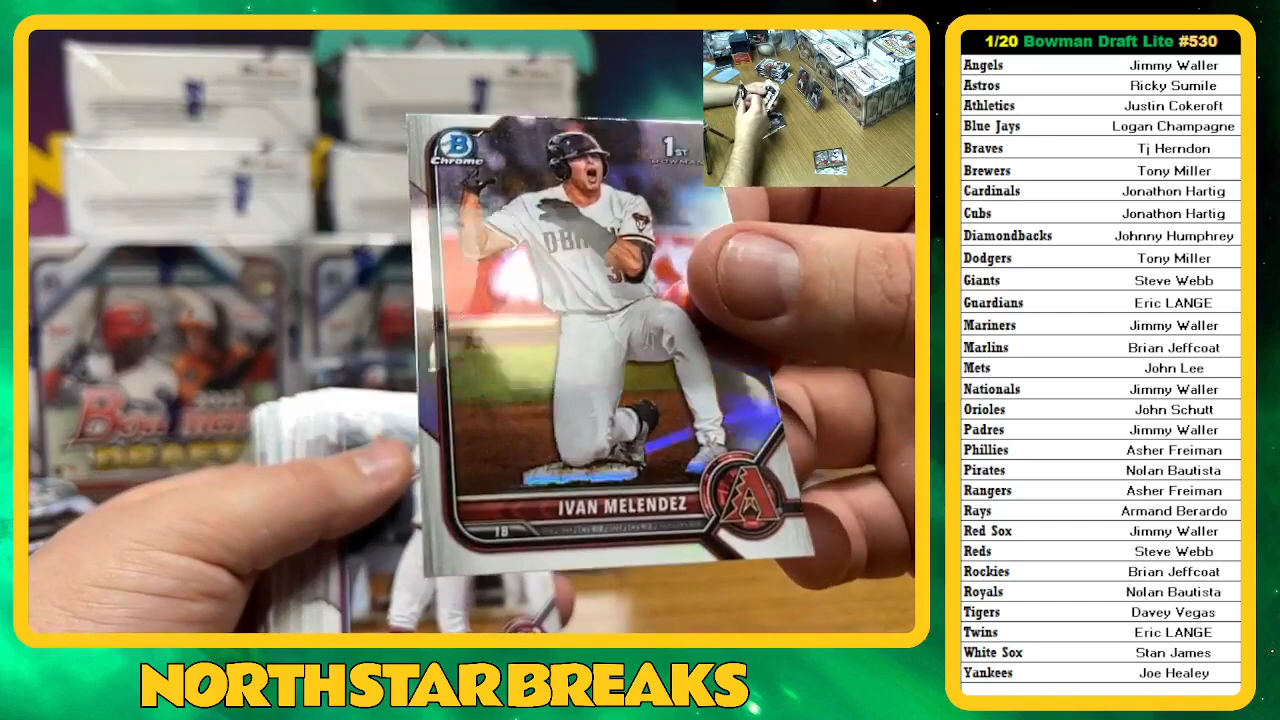 1/20 Bowman Draft Lite #530
Angels Jimmy Waller
Astros Ricky Sumile
Athletics Justin Cokeroft
Blue Jays Logan Champagne
Braves Tj Herndon
Brewers Tony Miller
Cardinals Jonathon Hartig
Cubs Jonathon Hartig
Diamondbacks Johnny Humphrey
Dodgers Tony Miller
Giants Steve Webb
Guardians Eric LANGE
Mariners Jimmy Waller
Marlins Brian Jeffcoat
Mets John Lee
Nationals Jimmy Waller
Orioles John Schutt
Padres Jimmy Waller
Phillies Asher Freiman
Pirates Nolan Bautista
Rangers Asher Freiman
Rays Armand Berardo
Red Sox Jimmy Waller
Reds Steve Webb
Rockies Brian Jeffcoat
Royals Nolan Bautista
Tigers Davey Vegas
Twins Eric LANGE
White Sox Stan James
Yankees Joe Healey
B
Chrome
1ST
BOWMAN
IVAN MELENDEZ
1B
A
NORTHSTAR BREAKS